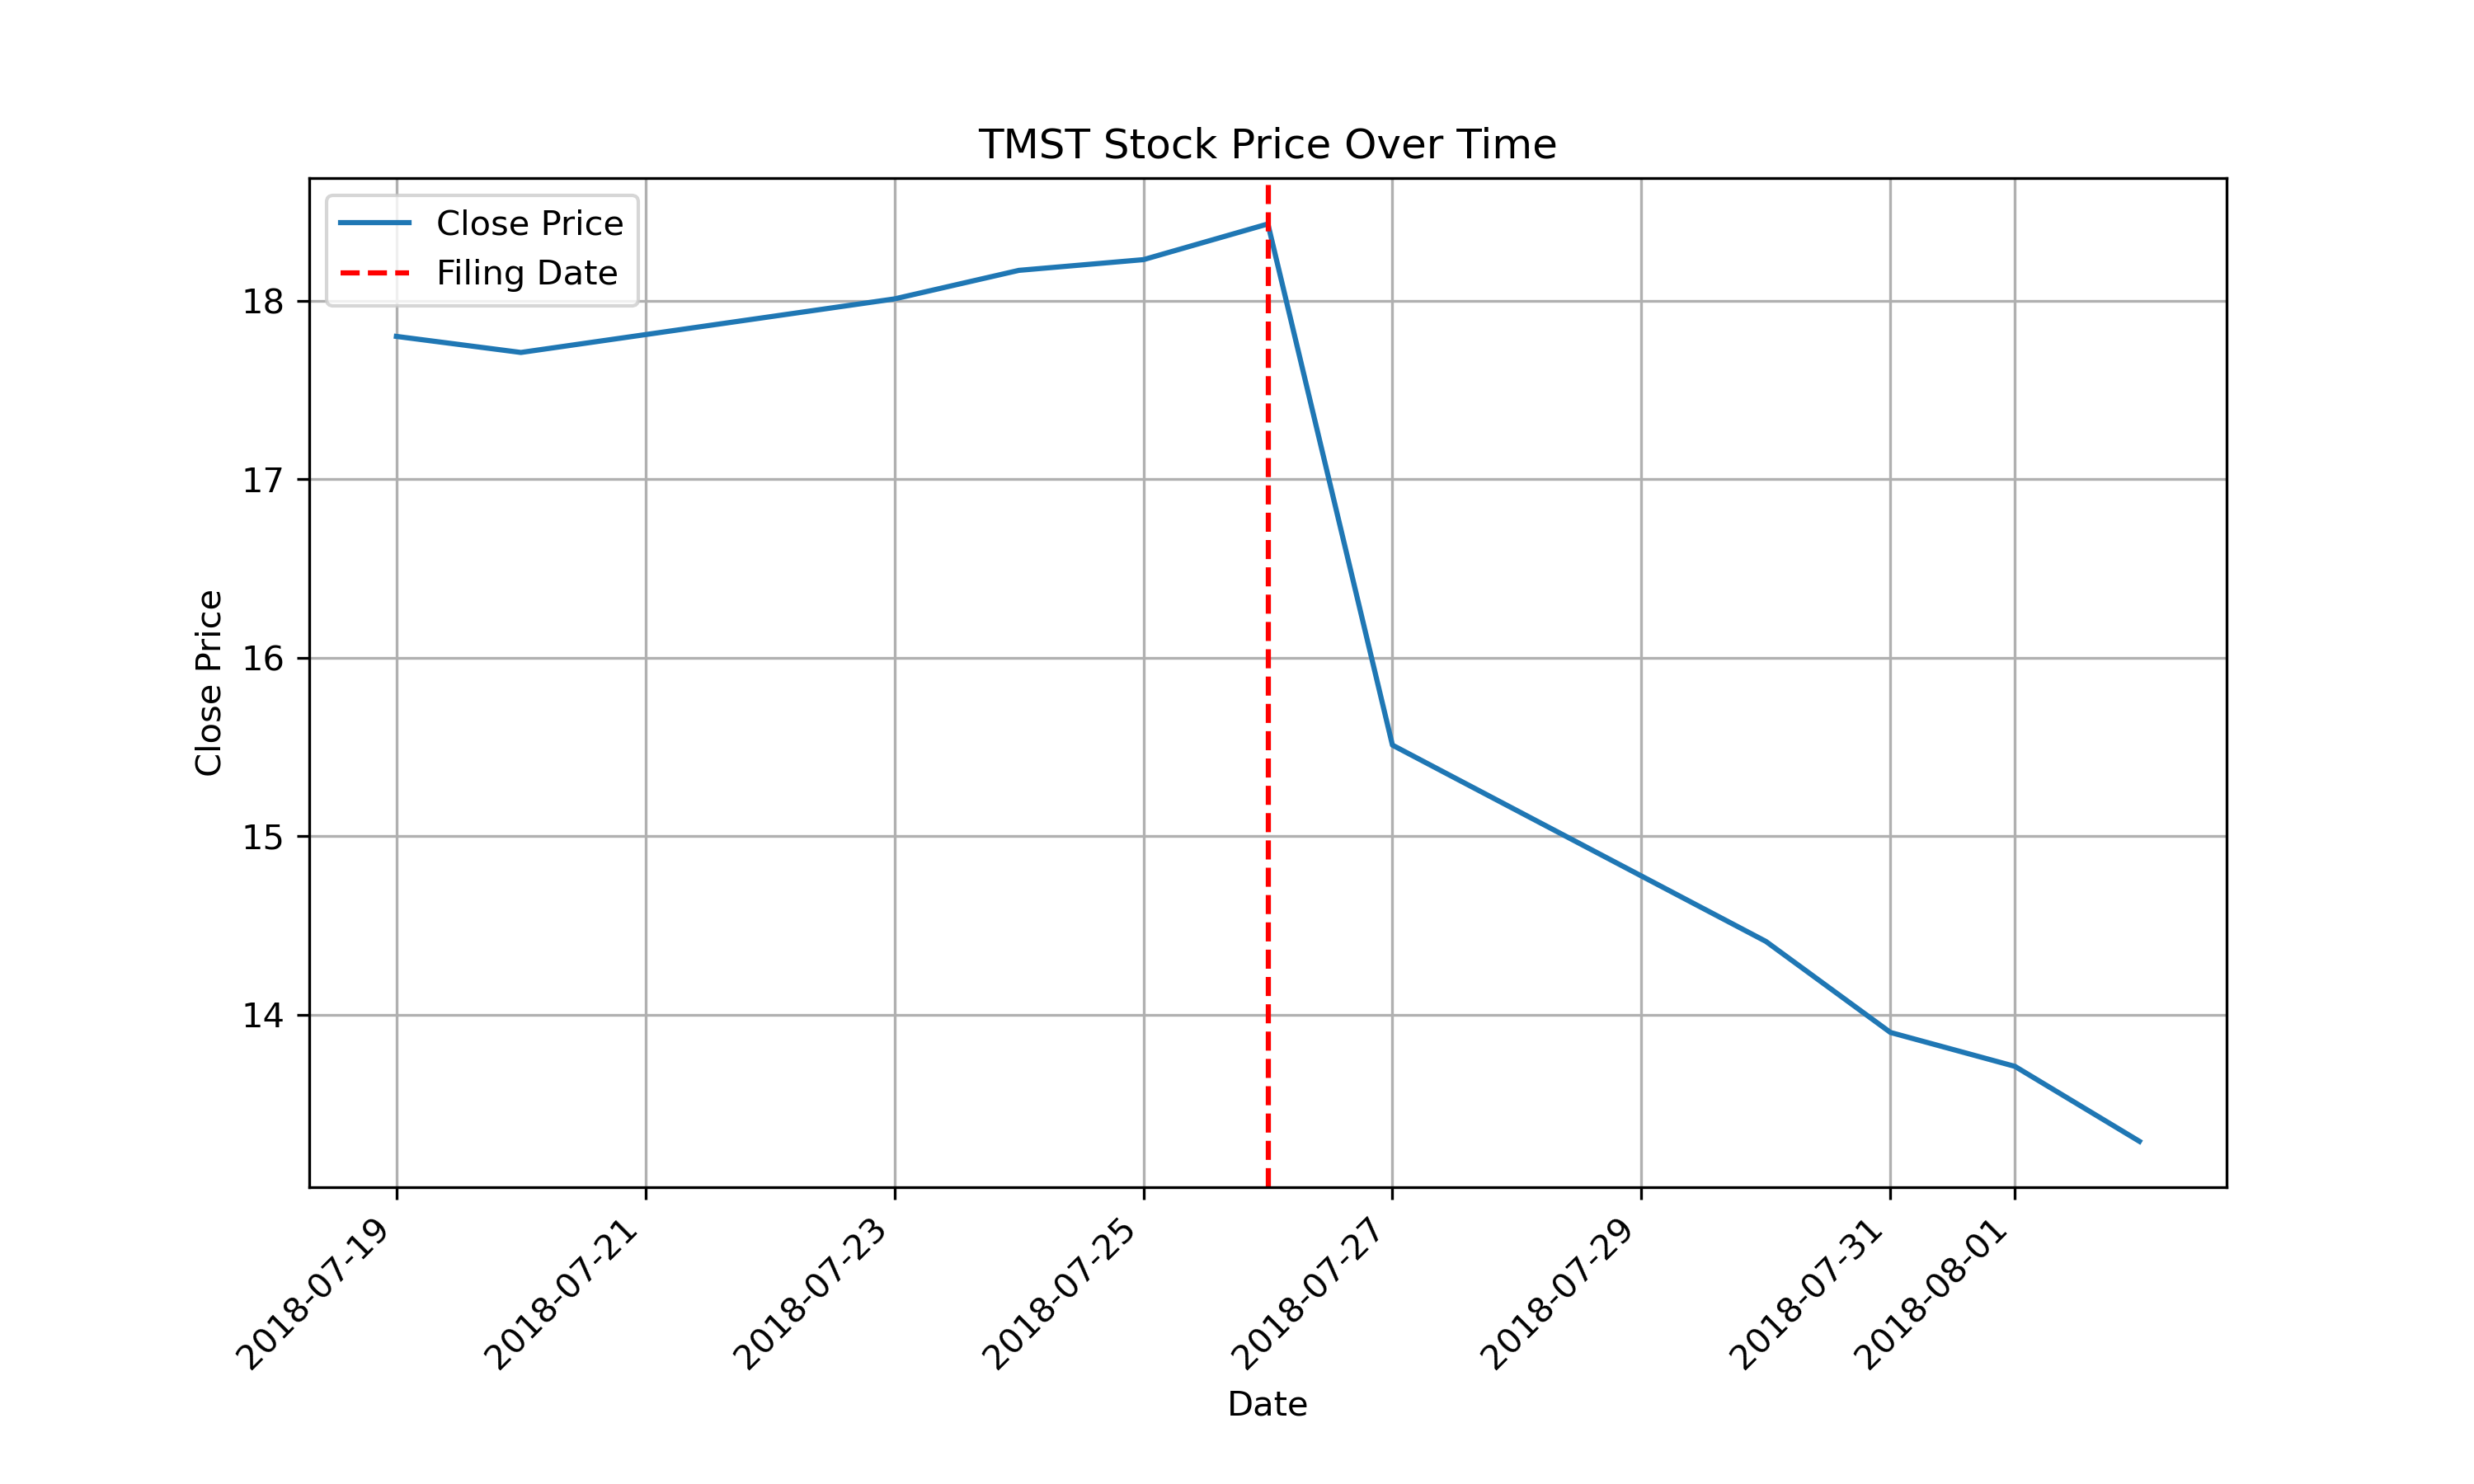 TMST Stock Price Over Time
Close Price
Filing Date
18
17
16
15
14
Close Price
2018-07-19
2018-07-21
2018-07-23
2018-07-25
2018-07-27
2018-07-29
2018-07-31
2018-08-01
Date